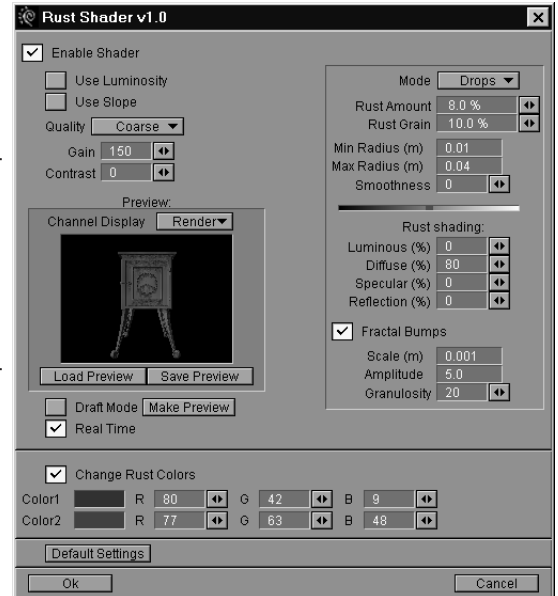 Rust Shader v1.0
Enable Shader
Use Luminosity
Use Slope
Quality Coarse
Gain 150
Contrast 0
Preview:
Channel Display Render
Load Preview Save Preview
Draft Mode Make Preview
Real Time
Mode Drops
Rust Amount 8.0 %
Rust Grain 10.0 %
Min Radius (m) 0.01
Max Radius (m) 0.04
Smoothness 0
Rust shading:
Luminous (%) 0
Diffuse (%) 80
Specular (%) 0
Reflection (%) 0
Fractal Bumps
Scale (m) 0.001
Amplitude 5.0
Granulosity 20
Change Rust Colors
Color1 R 80 G 42 B 9
Color2 R 77 G 63 B 48
Default Settings
Ok Cancel